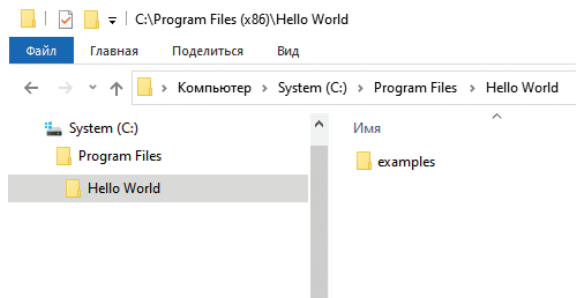 C:\Program Files (x86)\Hello World
Файл Главная Поделиться Вид
Компьютер System (C:) Program Files Hello World
System (C:) Имя
Program Files examples
Hello World